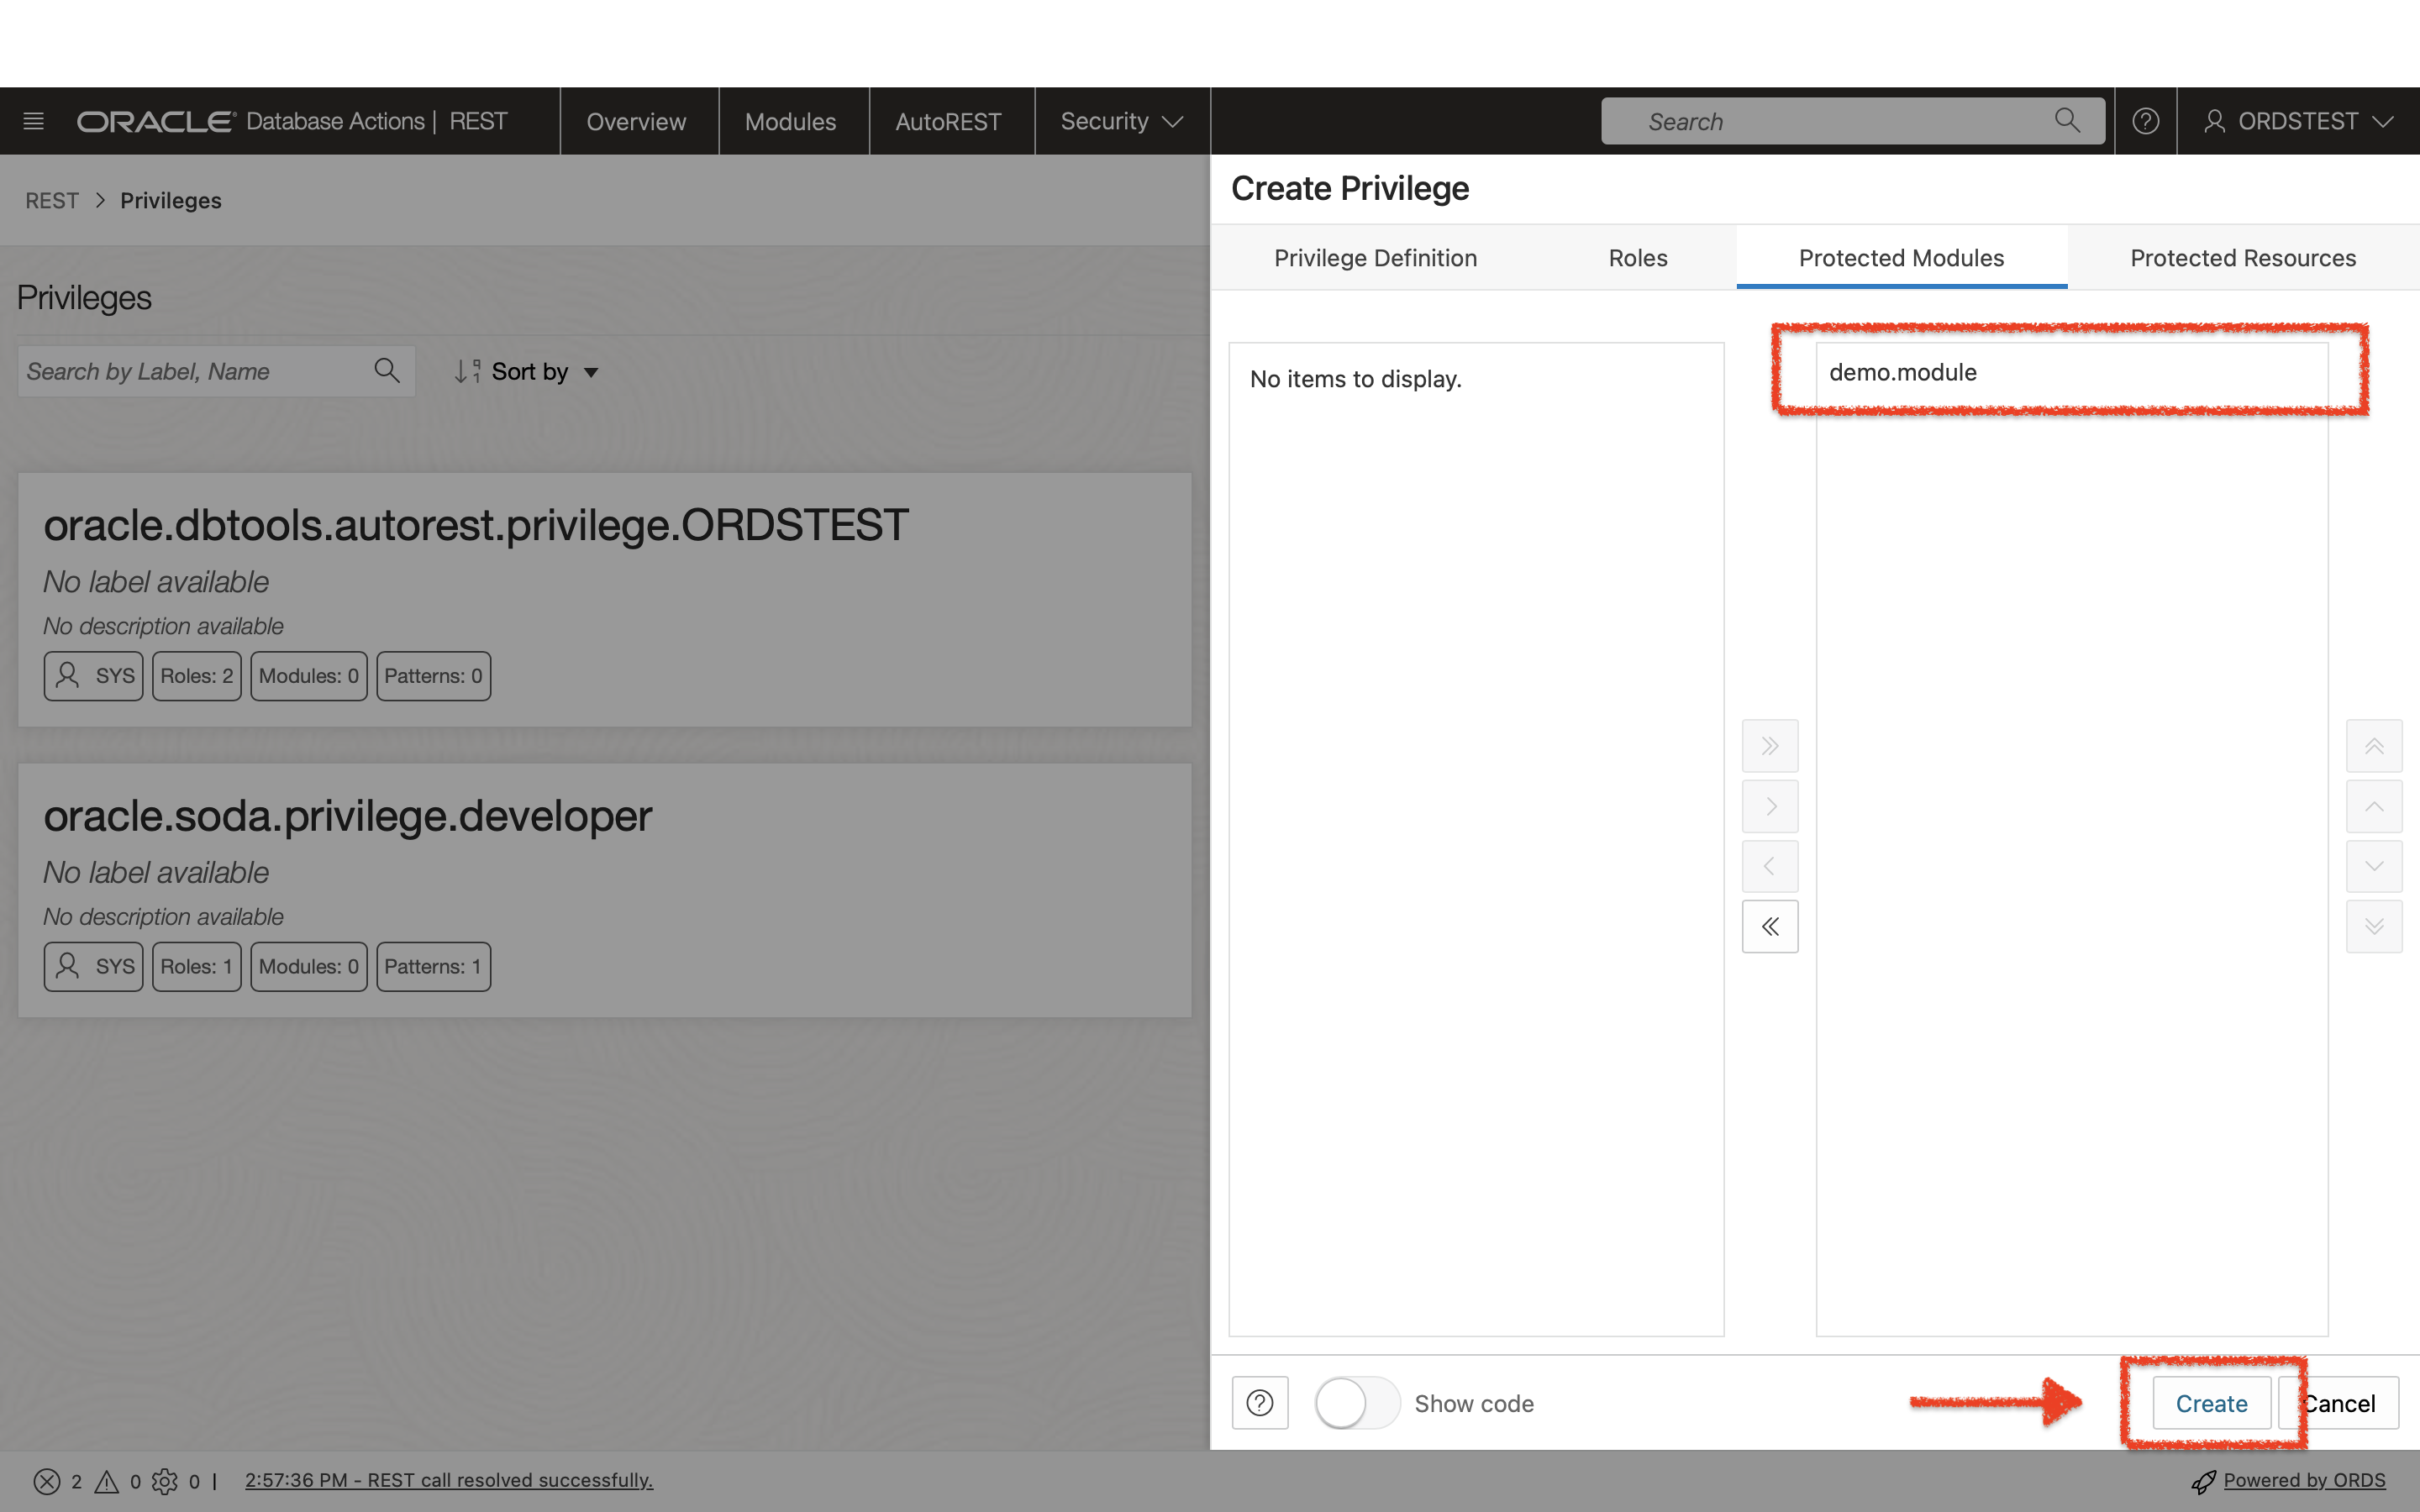 ORACLE Database Actions | REST
Overview
Modules
AutoREST
Security
Search
ORDSTEST
REST > Privileges
Privileges
Search by Label, Name
Sort by
oracle.dbtools.autorest.privilege.ORDSTEST
No label available
No description available
SYS
Roles: 2
Modules: 0
Patterns: 0
oracle.soda.privilege.developer
No label available
No description available
SYS
Roles: 1
Modules: 0
Patterns: 1
Create Privilege
Privilege Definition
Roles
Protected Modules
Protected Resources
No items to display.
demo.module
Show code
Create
Cancel
2
0
0 |
2:57:36 PM - REST call resolved successfully.
Powered by ORDS